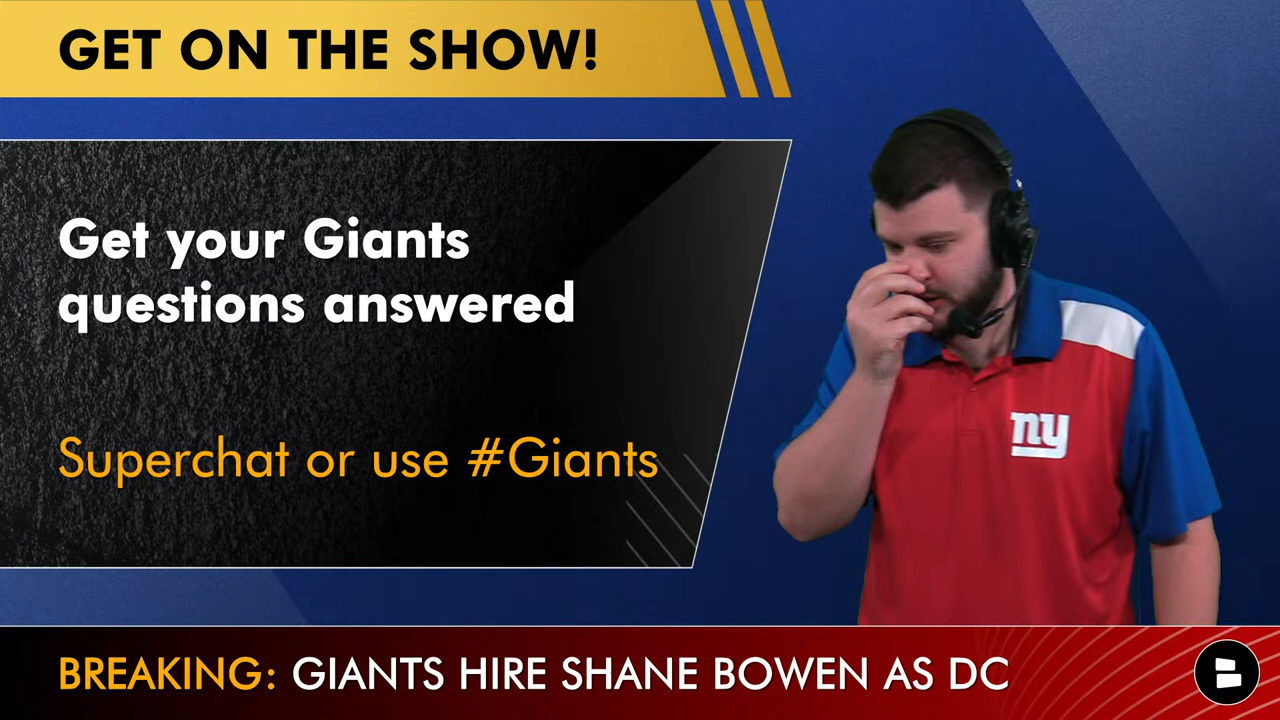 GET ON THE SHOW!
Get your Giants
questions answered
Superchat or use #Giants
ny
BREAKING: GIANTS HIRE SHANE BOWEN AS DC